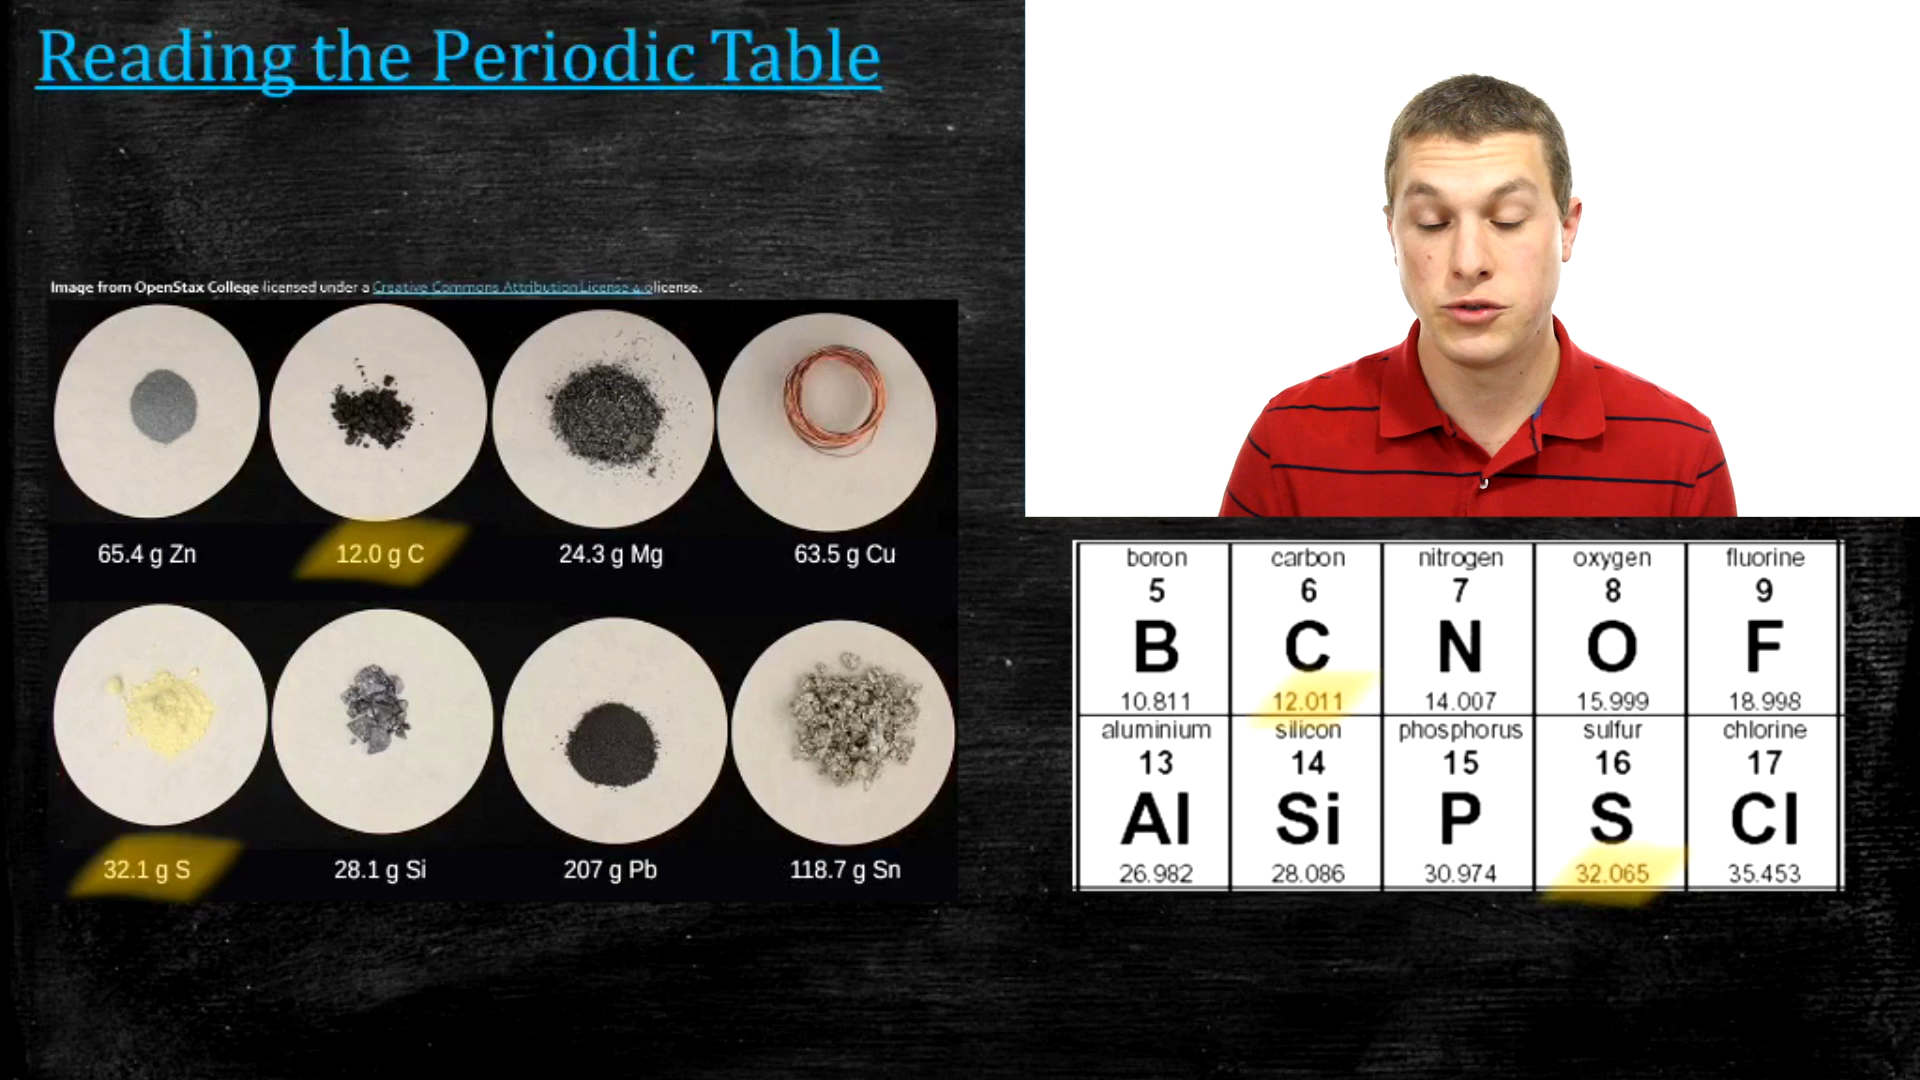 Reading the Periodic Table
Image from OpenStax College licensed under a Creative Commons Attribution License 4.0license.
65.4 g Zn 12.0 g C 24.3 g Mg 63.5 g Cu
32.1 g S 28.1 g Si 207 g Pb 118.7 g Sn
boron carbon nitrogen oxygen fluorine
5 6 7 8 9
B C N O F
10.811 12.011 14.007 15.999 18.998
aluminium silicon phosphorus sulfur chlorine
13 14 15 16 17
Al Si P S Cl
26.982 28.086 30.974 32.065 35.453